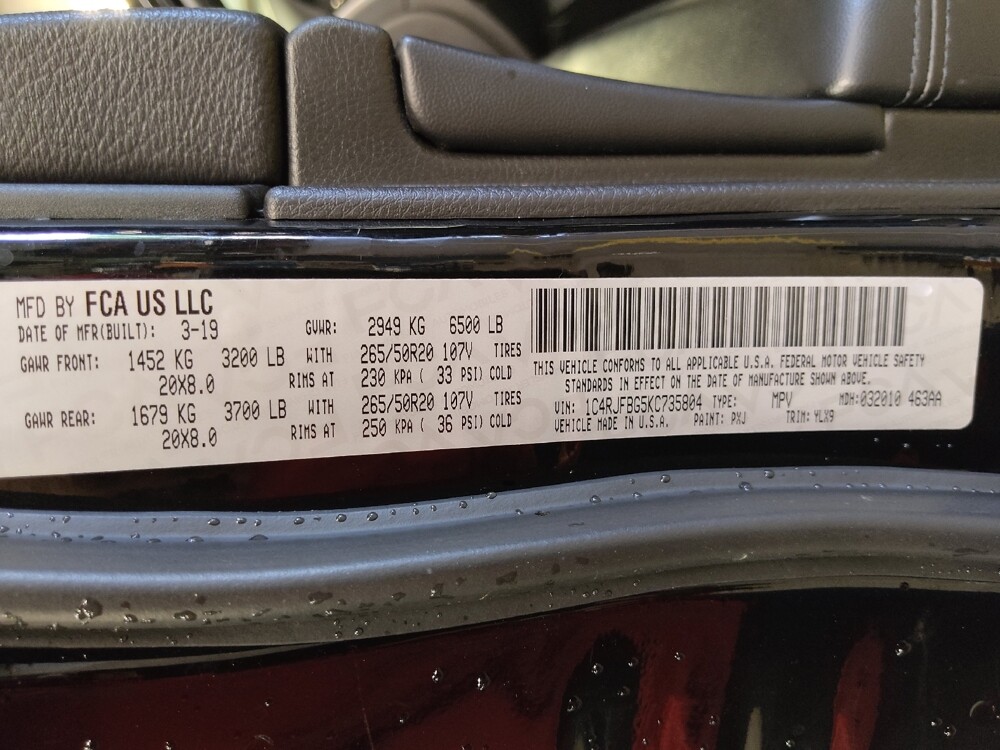 MFD BY FCA US LLC
DATE OF MFR(BUILT): 3-19 GVWR: 2949 KG 6500 LB
GAWR FRONT: 1452 KG 3200 LB WITH 265/50R20 107V TIRES
20X8.0 RIMS AT 230 KPA ( 33 PSI) COLD
GAWR REAR: 1679 KG 3700 LB WITH 265/50R20 107V TIRES
20X8.0 RIMS AT 250 KPA ( 36 PSI) COLD
THIS VEHICLE CONFORMS TO ALL APPLICABLE U.S.A. FEDERAL MOTOR VEHICLE SAFETY
STANDARDS IN EFFECT ON THE DATE OF MANUFACTURE SHOWN ABOVE.
VIN: 1C4RJFBG5KC735804 TYPE: MPV MDH:032010 463AA
VEHICLE MADE IN U.S.A. PAINT: PXJ TRIM: YLX9